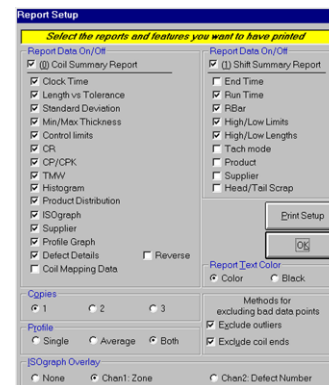 Report Setup
Select the reports and features you want to have printed
Report Data On/Off
(0) Coil Summary Report
Clock Time
Length vs Tolerance
Standard Deviation
Min/Max Thickness
Control limits
CR
CP/CPK
TMW
Histogram
Product Distribution
ISOgraph
Supplier
Profile Graph
Defect Details Reverse
Coil Mapping Data
Report Data On/Off
(1) Shift Summary Report
End Time
Run Time
RBar
High/Low Limits
High/Low Lengths
Tach mode
Product
Supplier
Head/Tail Scrap
Print Setup
OK
Report Text Color
Color Black
Copies
1 2 3
Profile
Single Average Both
Methods for
excluding bad data points
Exclude outliers
Exclude coil ends
ISOgraph Overlay
None Chan1: Zone Chan2: Defect Number